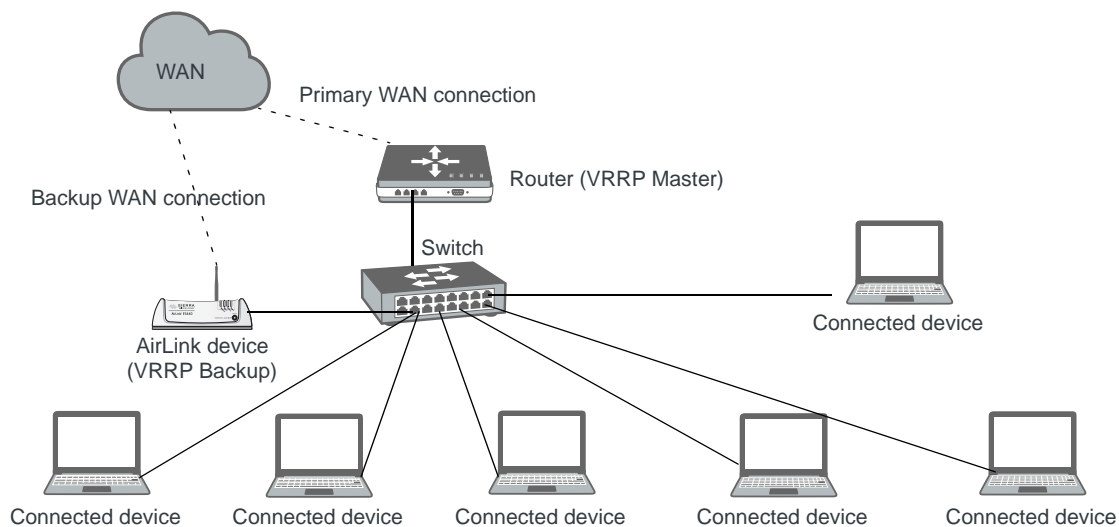 WAN
Primary WAN connection
Router (VRRP Master)
Backup WAN connection
Switch
SIERRA
Connected device
AirLink device
(VRRP Backup)
Connected device
Connected device
Connected device
Connected device
Connected device